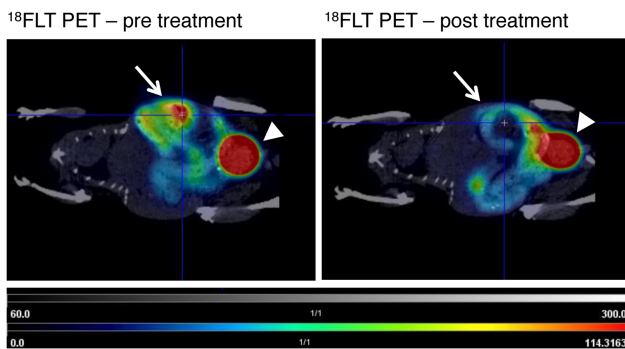 ¹⁸FLT PET – pre treatment
¹⁸FLT PET – post treatment
60.0 1/1 300.0
0.0 1/1 114.3163